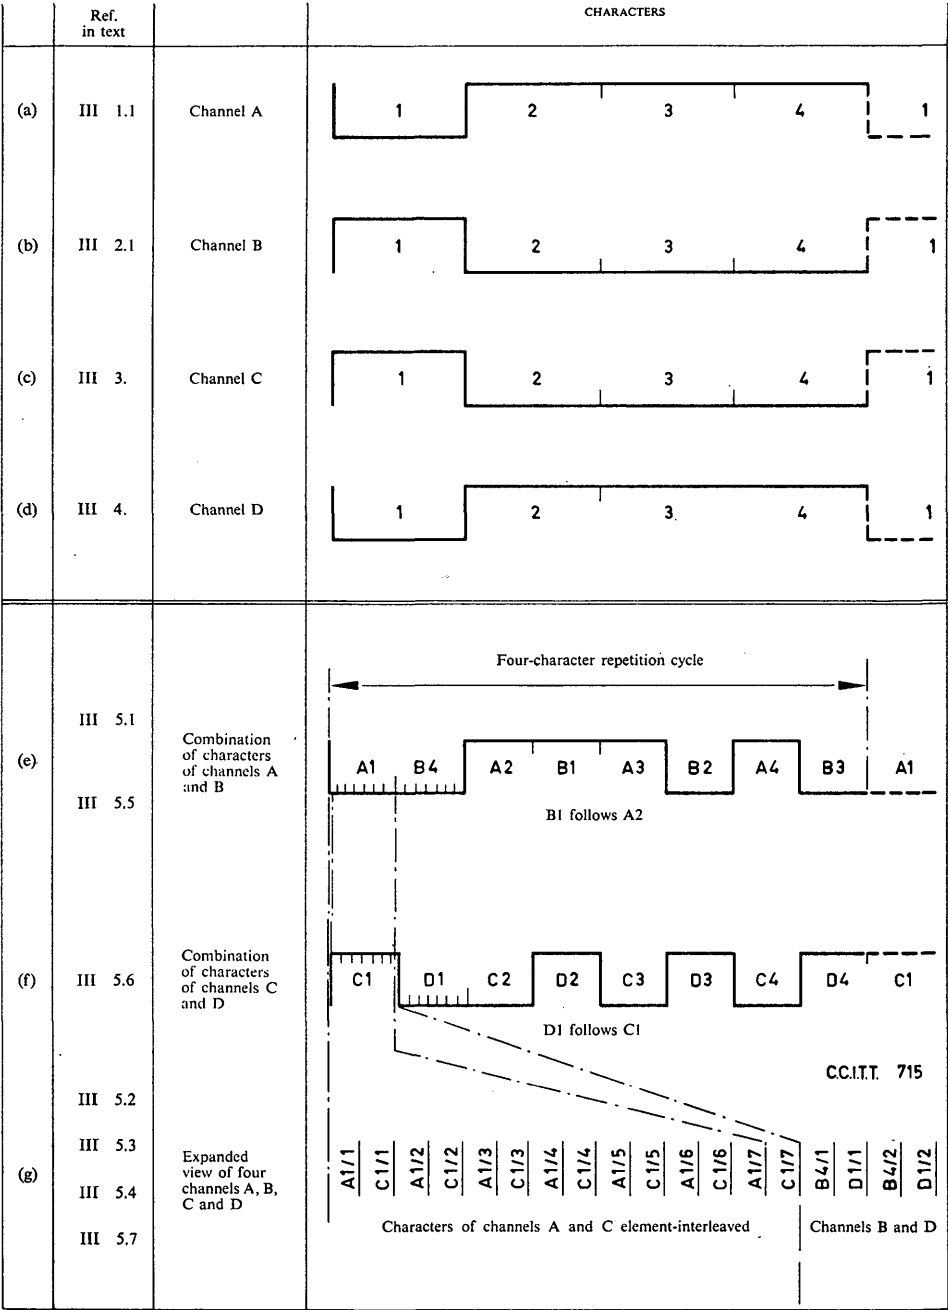 Ref. in text CHARACTERS
(a) III 1.1 Channel A 1 2 3 4 1
(b) III 2.1 Channel B 1 2 3 4 1
(c) III 3. Channel C 1 2 3 4 1
(d) III 4. Channel D 1 2 3 4 1
Four-character repetition cycle
III 5.1
(e) Combination of characters of channels A and B A1 B4 A2 B1 A3 B2 A4 B3 A1
III 5.5
B1 follows A2
(f) III 5.6 Combination of characters of channels C and D C1 D1 C2 D2 C3 D3 C4 D4 C1
D1 follows C1
C.C.I.T.T. 715
III 5.2
III 5.3
(g) Expanded view of four channels A, B, C and D A1/1 C1/1 A1/2 C1/2 A1/3 C1/3 A1/4 C1/4 A1/5 C1/5 A1/6 C1/6 A1/7 C1/7 B4/1 D1/1 B4/2 D1/2
III 5.4
III 5.7
Characters of channels A and C element-interleaved Channels B and D